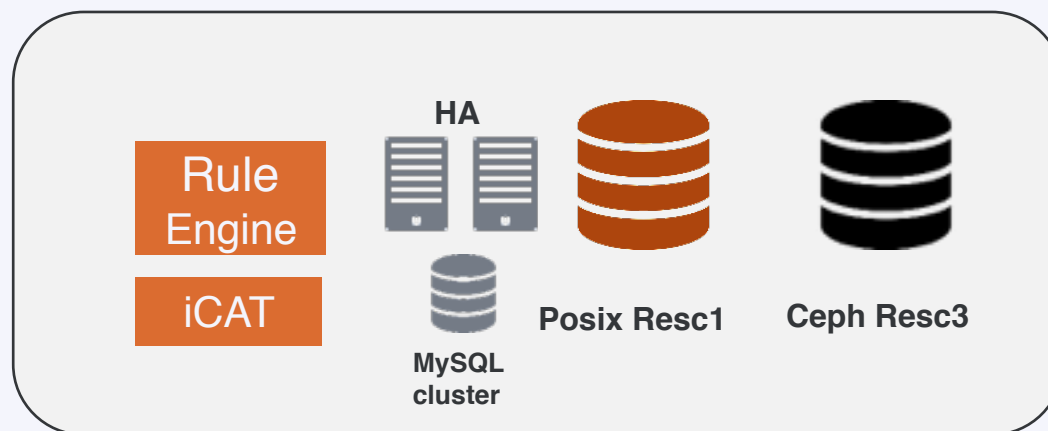 HA
Rule
Engine
iCAT
MySQL
cluster
Posix Resc1
Ceph Resc3